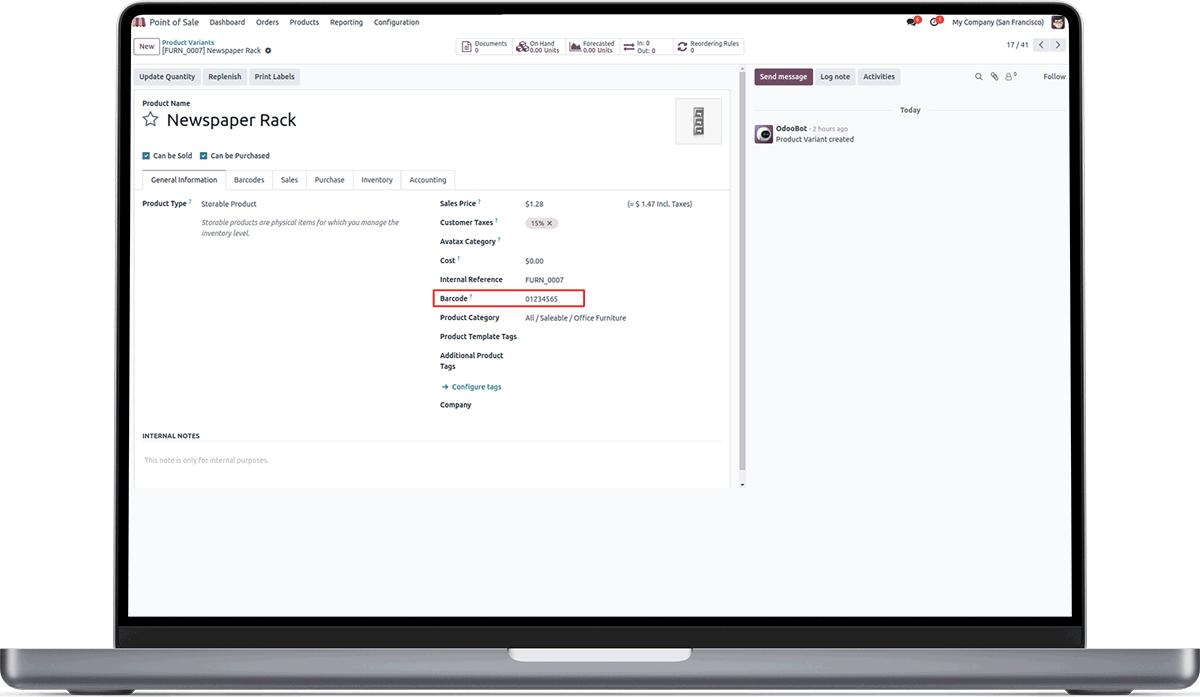 Point of Sale Dashboard Orders Products Reporting Configuration
6 1 My Company (San Francisco)
New Product Variants
[FURN_0007] Newspaper Rack
Documents 0
On Hand 0.00 Units
Forecasted 0.00 Units
In: 0
Out: 0
Reordering Rules 0
17 / 41
Update Quantity Replenish Print Labels
Send message Log note Activities 0 Follow
Product Name
Newspaper Rack
Can be Sold Can be Purchased
General Information Barcodes Sales Purchase Inventory Accounting
Product Type ? Storable Product
Storable products are physical items for which you manage the
inventory level.
Sales Price ? $1.28 (= $ 1.47 Incl. Taxes)
Customer Taxes ? 15% ×
Avatax Category ?
Cost ? $0.00
Internal Reference FURN_0007
Barcode ? 01234565
Product Category All / Saleable / Office Furniture
Product Template Tags
Additional Product
Tags
→ Configure tags
Company
INTERNAL NOTES
This note is only for internal purposes.
Today
OdooBot - 2 hours ago
Product Variant created